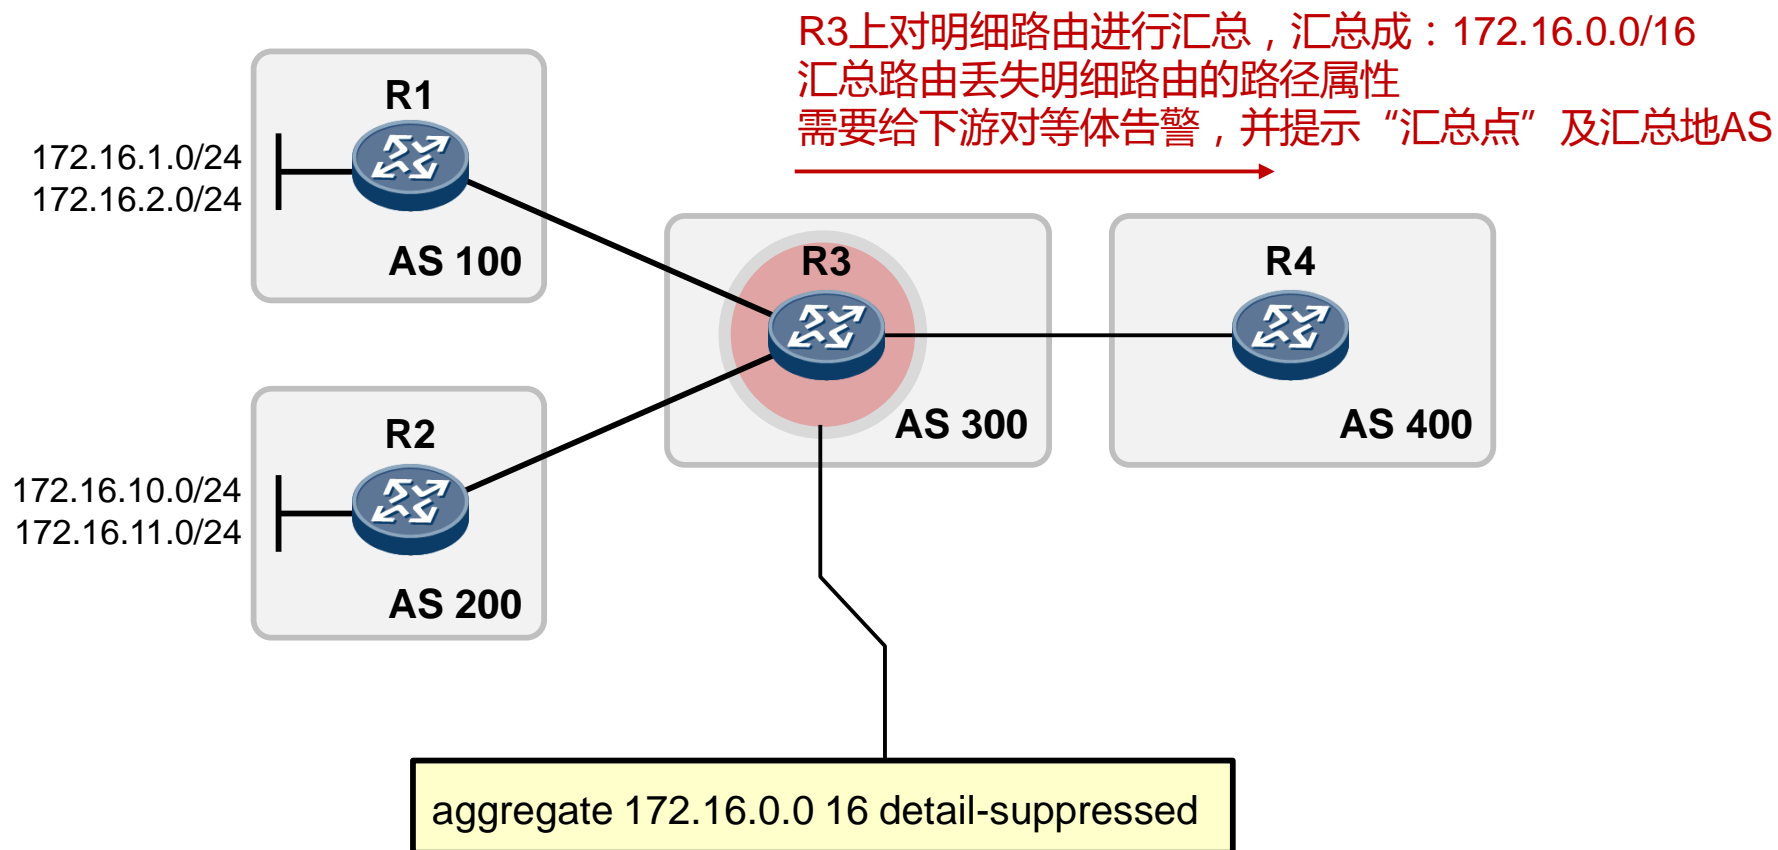 R3上对明细路由进行汇总，汇总成：172.16.0.0/16
汇总路由丢失明细路由的路径属性
需要给下游对等体告警，并提示“汇总点”及汇总地AS
R1
172.16.1.0/24
172.16.2.0/24
AS 100
R3
R4
AS 300
AS 400
R2
172.16.10.0/24
172.16.11.0/24
AS 200
aggregate 172.16.0.0 16 detail-suppressed